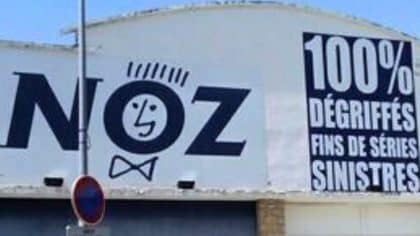 NOZ
100%
DÉGRIFFÉS
FINS DE SÉRIES
SINISTRES